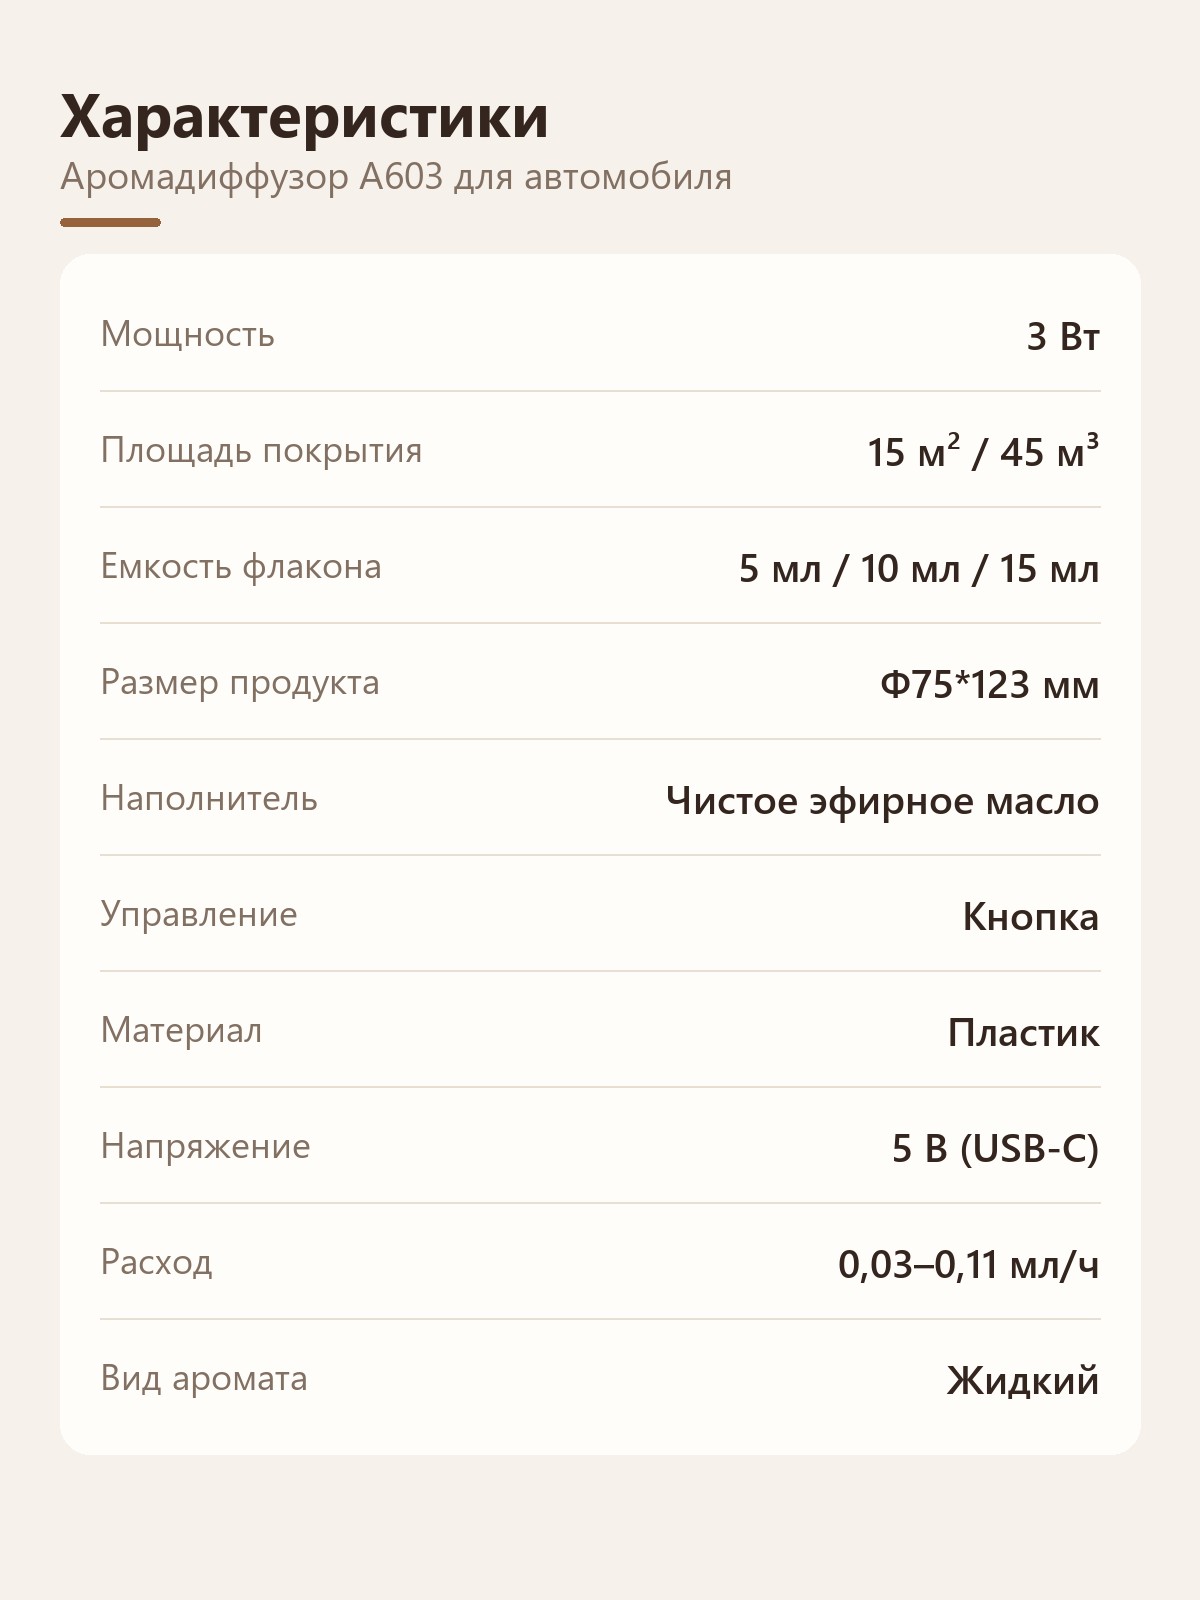 Характеристики
Аромадиффузор A603 для автомобиля
Мощность 3 Вт
Площадь покрытия 15 м² / 45 м³
Емкость флакона 5 мл / 10 мл / 15 мл
Размер продукта Ф75*123 мм
Наполнитель Чистое эфирное масло
Управление Кнопка
Материал Пластик
Напряжение 5 В (USB-C)
Расход 0,03–0,11 мл/ч
Вид аромата Жидкий